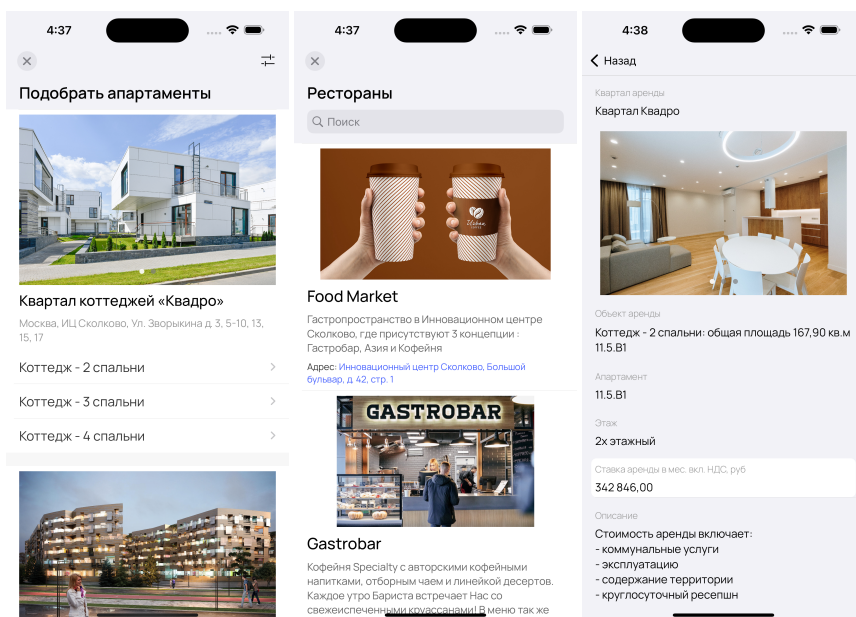 4:37
Подобрать апартаменты
Квартал коттеджей «Квадро»
Москва, ИЦ Сколково, Ул. Зворыкина д. 3, 5-10, 13,
15, 17
Коттедж - 2 спальни
Коттедж - 3 спальни
Коттедж - 4 спальни
4:37
Рестораны
Поиск
Food Market
Гастропространство в Инновационном центре
Сколково, где присутствуют 3 концепции :
Гастробар, Азия и Кофейня
Адрес: Инновационный центр Сколково, Большой
бульвар, д. 42, стр. 1
GASTROBAR
Gastrobar
Кофейня Specialty с авторскими кофейными
напитками, отборным чаем и линейкой десертов.
Каждое утро Бариста встречает Нас со
свежеиспеченными круассанами! В меню так же
4:38
Назад
Квартал аренды
Квартал Квадро
Объект аренды
Коттедж - 2 спальни: общая площадь 167,90 кв.м
11.5.B1
Апартамент
11.5.B1
Этаж
2х этажный
Ставка аренды в мес. вкл. НДС, руб
342 846,00
Описание
Стоимость аренды включает:
- коммунальные услуги
- эксплуатацию
- содержание территории
- круглосуточный ресепшн